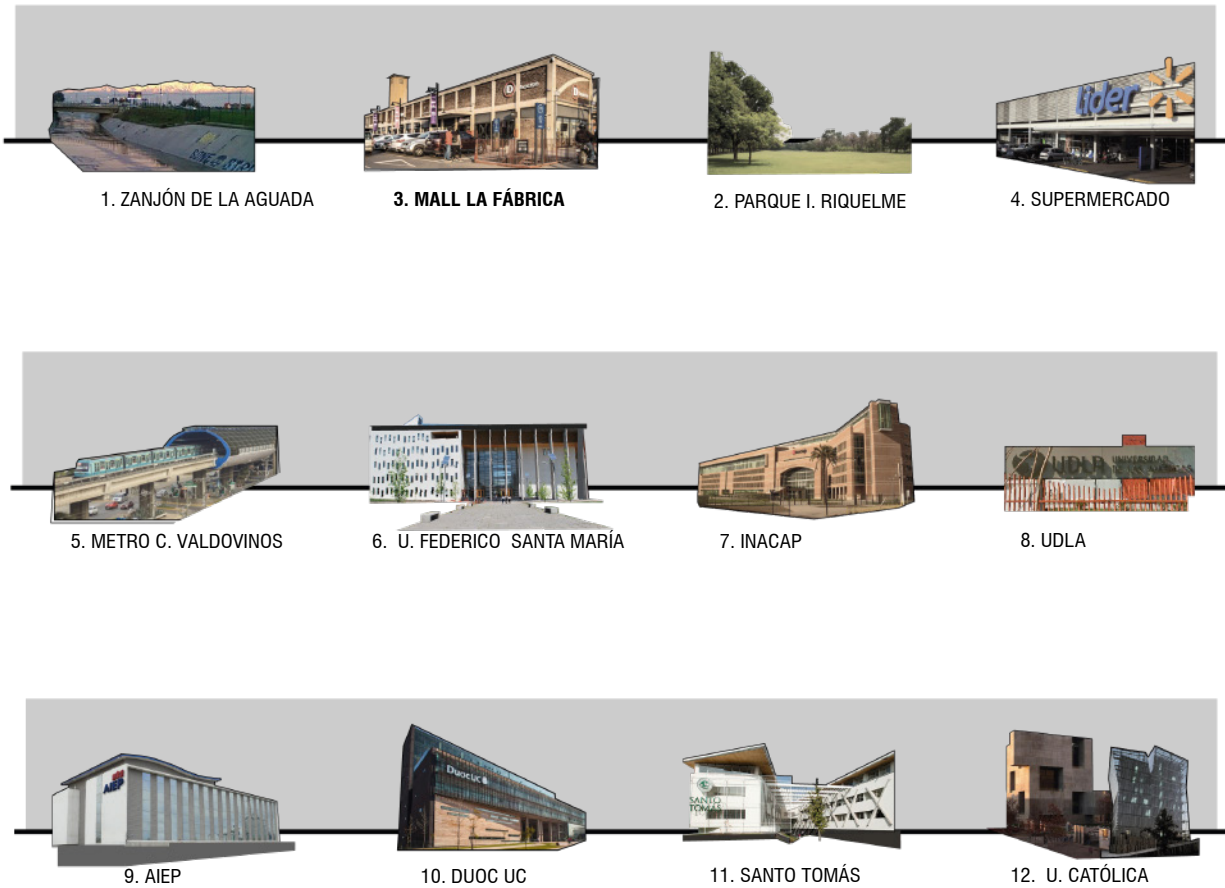 lider
1. ZANJÓN DE LA AGUADA
3. MALL LA FÁBRICA
2. PARQUE I. RIQUELME
4. SUPERMERCADO
UDLA UNIVERSIDAD
5. METRO C. VALDOVINOS
6. U. FEDERICO SANTA MARÍA
7. INACAP
8. UDLA
AIEP
DuocUC
SANTO
TOMÁS
9. AIEP
10. DUOC UC
11. SANTO TOMÁS
12. U. CATÓLICA